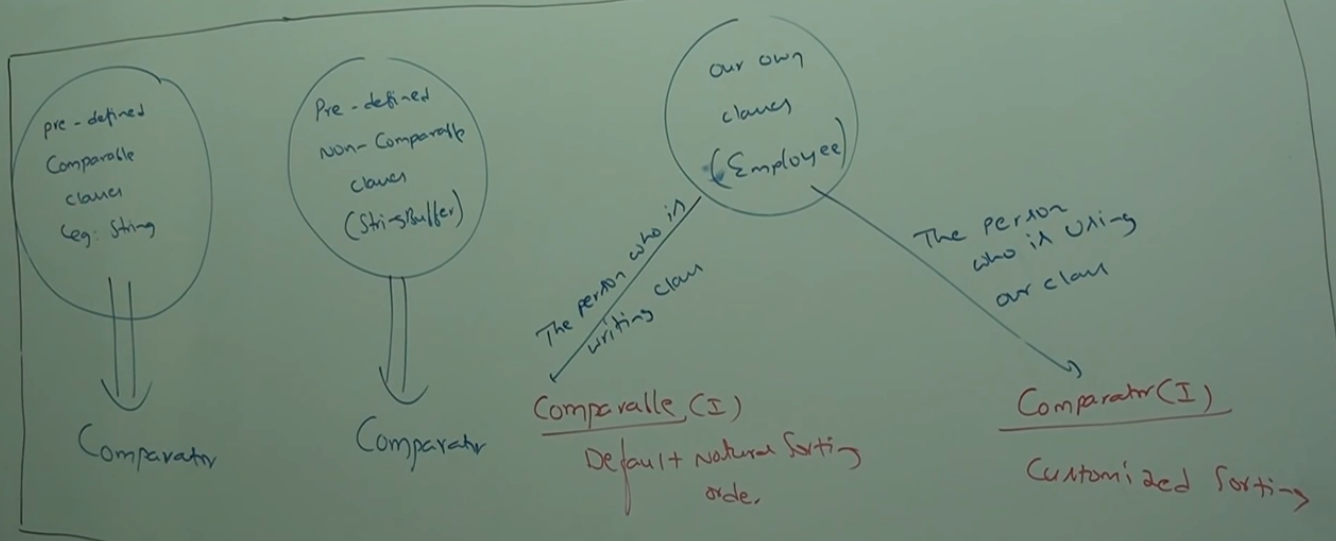 pre-defined
Comparable
classes
(eg: String
Comparator
Pre-defined
Non-Comparable
classes
(StringBuffer)
Comparator
our own
classes
(Employee)
The person who is
writing class
Comparable (I)
Default Natural Sorting
order.
The person
who is using
our class
Comparator (I)
Customized Sorting